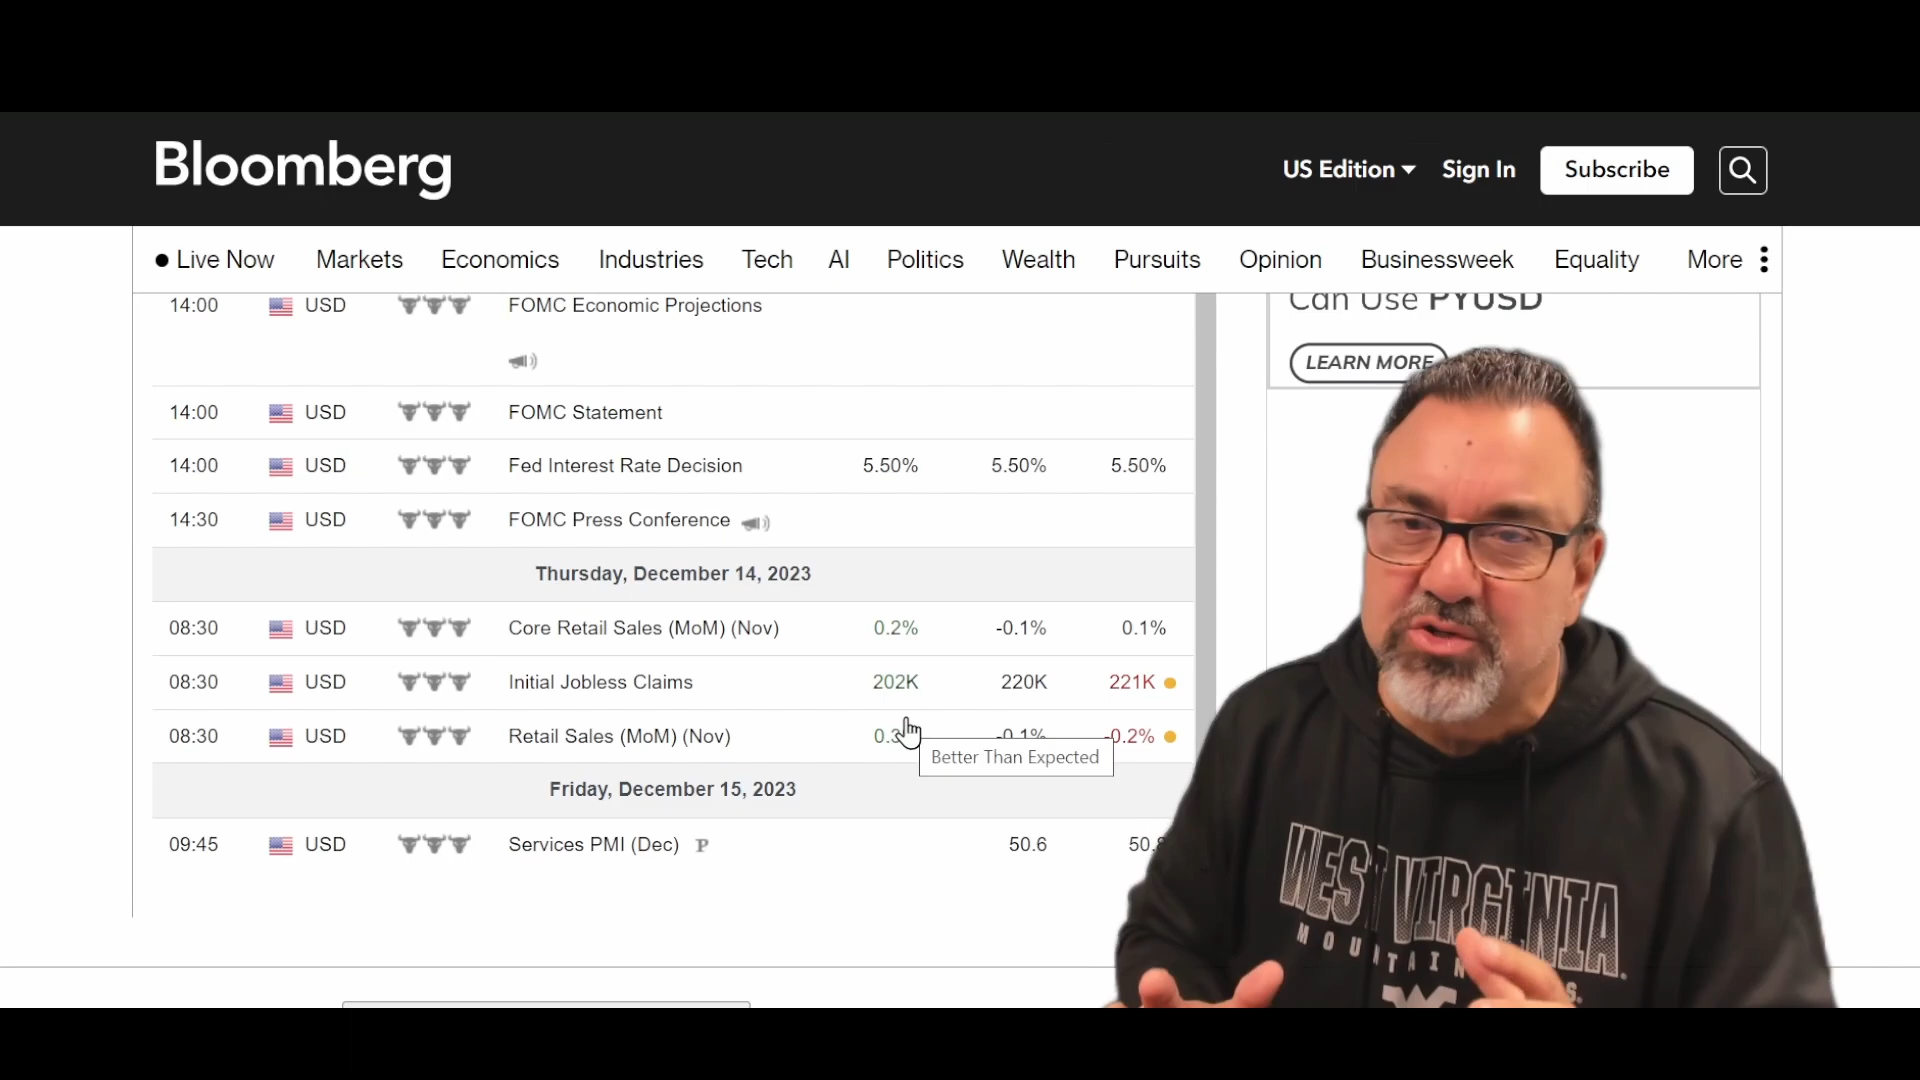 Bloomberg
US Edition Sign In Subscribe
Live Now Markets Economics Industries Tech AI Politics Wealth Pursuits Opinion Businessweek Equality More
14:00 USD FOMC Economic Projections
Can Use PYUSD
LEARN MORE
14:00 USD FOMC Statement
14:00 USD Fed Interest Rate Decision 5.50% 5.50% 5.50%
14:30 USD FOMC Press Conference
Thursday, December 14, 2023
08:30 USD Core Retail Sales (MoM) (Nov) 0.2% -0.1% 0.1%
08:30 USD Initial Jobless Claims 202K 220K 221K
08:30 USD Retail Sales (MoM) (Nov) -0.1% -0.2%
Better Than Expected
Friday, December 15, 2023
09:45 USD Services PMI (Dec) P 50.6
WEST VIRGINIA